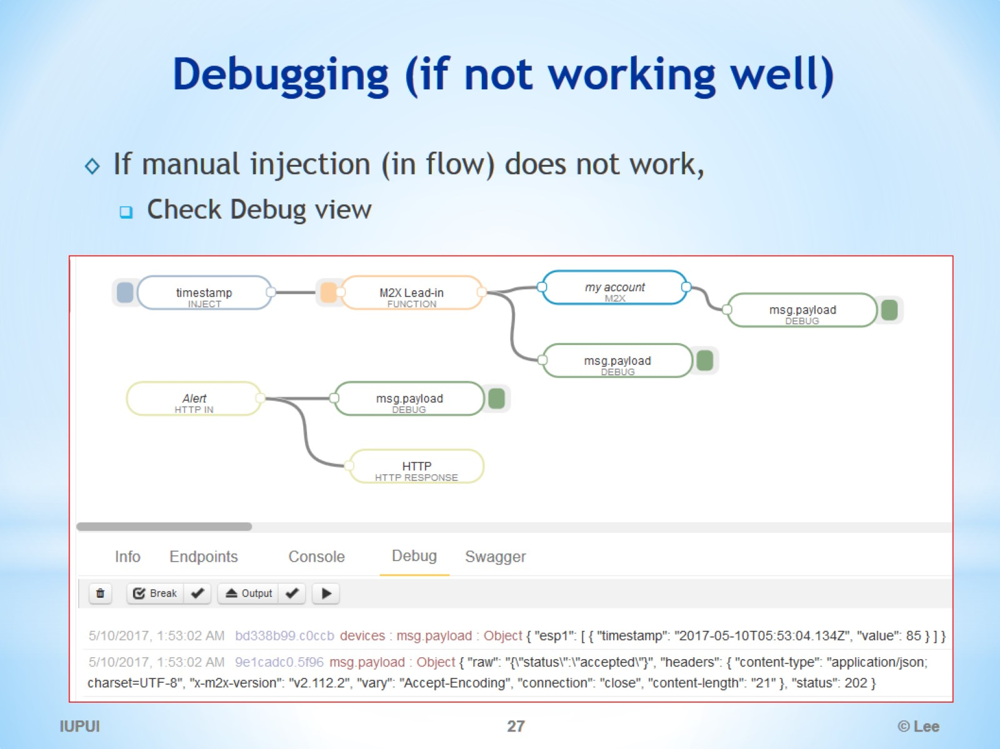 Debugging (if not working well)
If manual injection (in flow) does not work,
Check Debug view
timestamp
INJECT
M2X Lead-in
FUNCTION
my account
M2X
msg.payload
DEBUG
msg.payload
DEBUG
Alert
HTTP IN
msg.payload
DEBUG
HTTP
HTTP RESPONSE
Info Endpoints Console Debug Swagger
Break Output
5/10/2017, 1:53:02 AM bd338b99.c0ccb devices : msg.payload : Object { "esp1": [ { "timestamp": "2017-05-10T05:53:04.134Z", "value": 85 } ] }
5/10/2017, 1:53:02 AM 9e1cadc0.5f96 msg.payload : Object { "raw": "{\"status\":\"accepted\"}", "headers": { "content-type": "application/json;
charset=UTF-8", "x-m2x-version": "v2.112.2", "vary": "Accept-Encoding", "connection": "close", "content-length": "21" }, "status": 202 }
IUPUI 27 © Lee